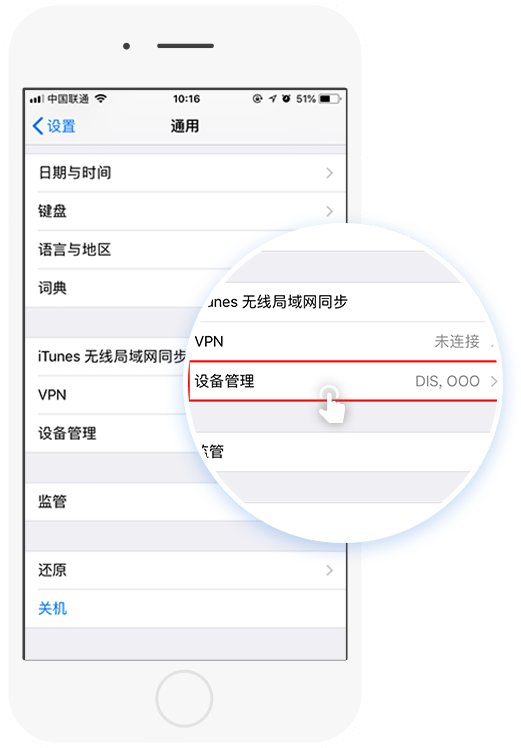 中国联通 10:16 51%
设置 通用
日期与时间
键盘
语言与地区
词典
iTunes 无线局域网同步
VPN
设备管理
监管
还原
关机
iTunes 无线局域网同步
VPN 未连接
设备管理 DIS, OOO
监管